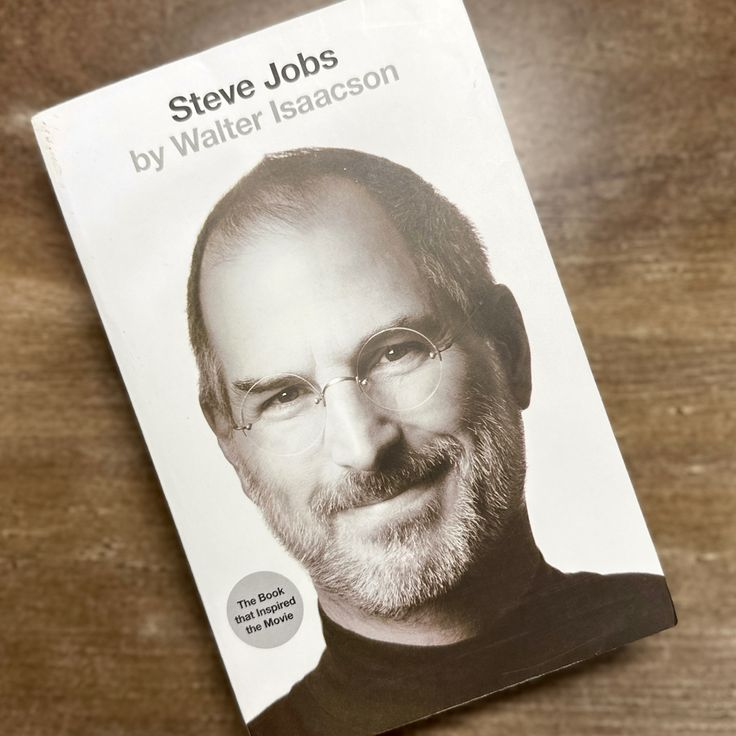 Steve Jobs
by Walter Isaacson
The Book
that Inspired
the Movie